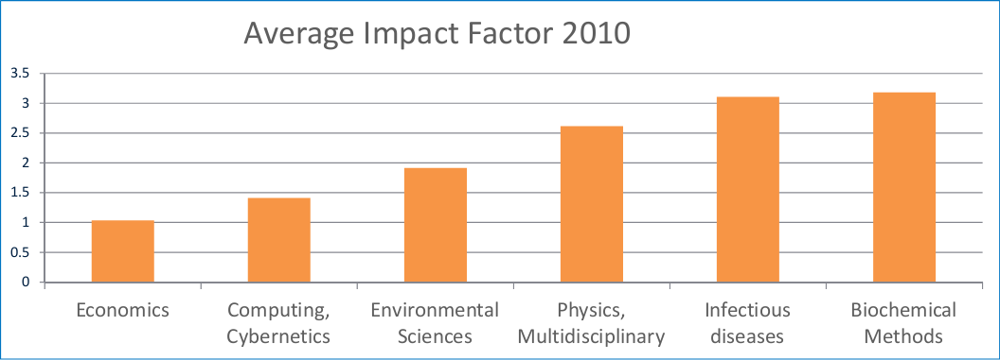 Average Impact Factor 2010
3.5
3
2.5
2
1.5
1
0.5
0
Economics
Computing,
Cybernetics
Environmental
Sciences
Physics,
Multidisciplinary
Infectious
diseases
Biochemical
Methods